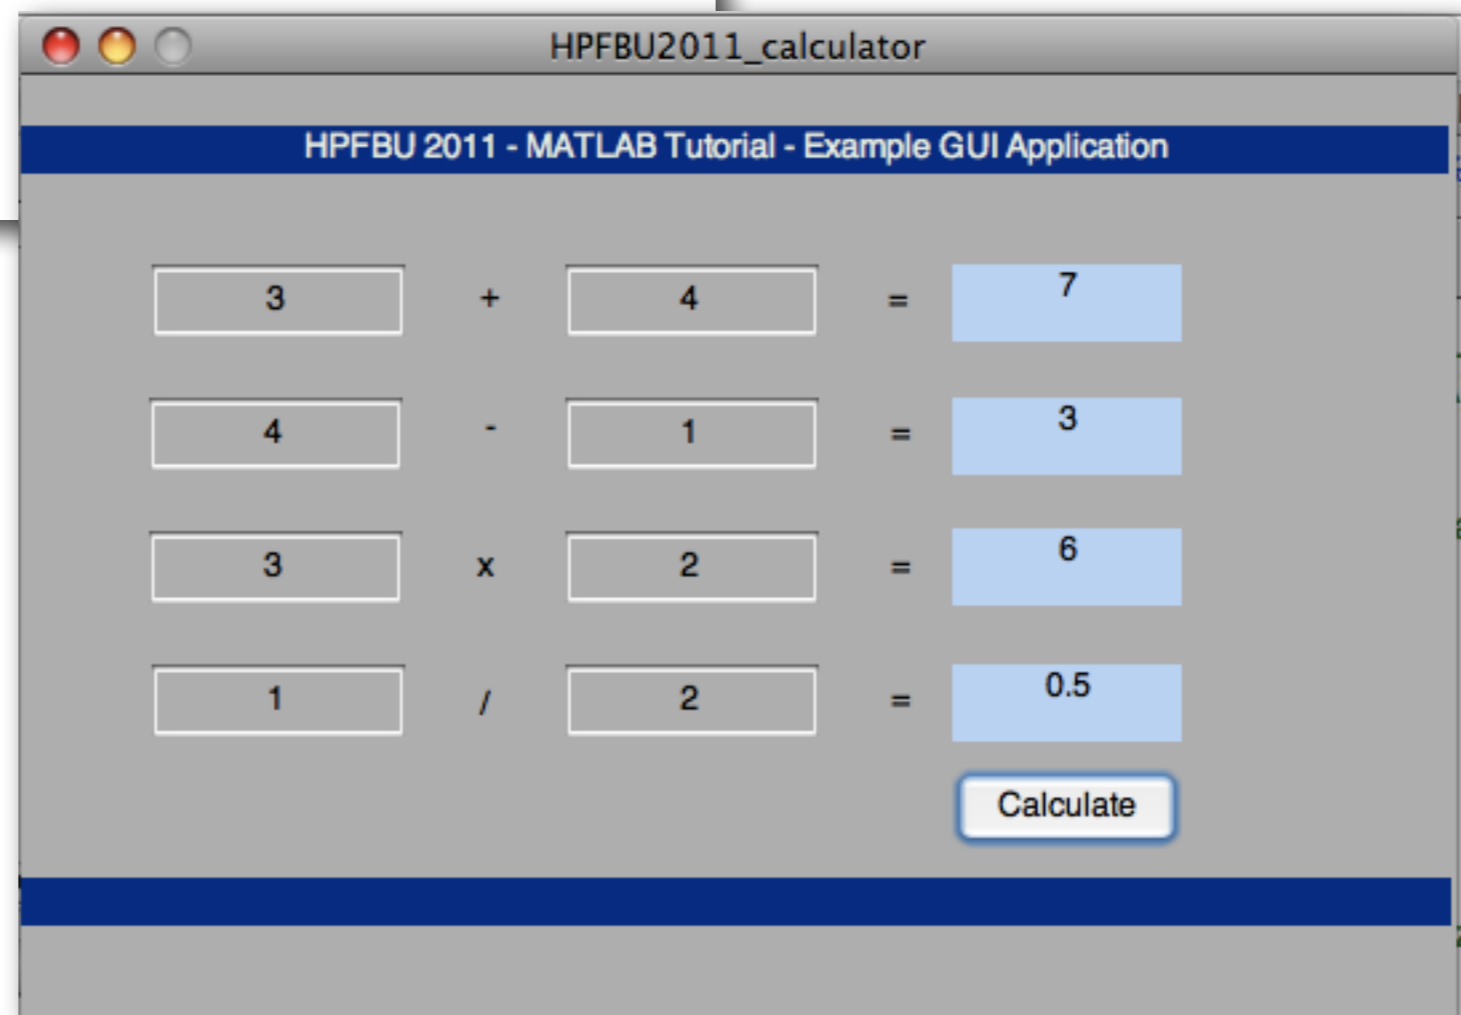 HPFBU2011_calculator
HPFBU 2011 - MATLAB Tutorial - Example GUI Application
3 + 4 = 7
4 - 1 = 3
3 x 2 = 6
1 / 2 = 0.5
Calculate